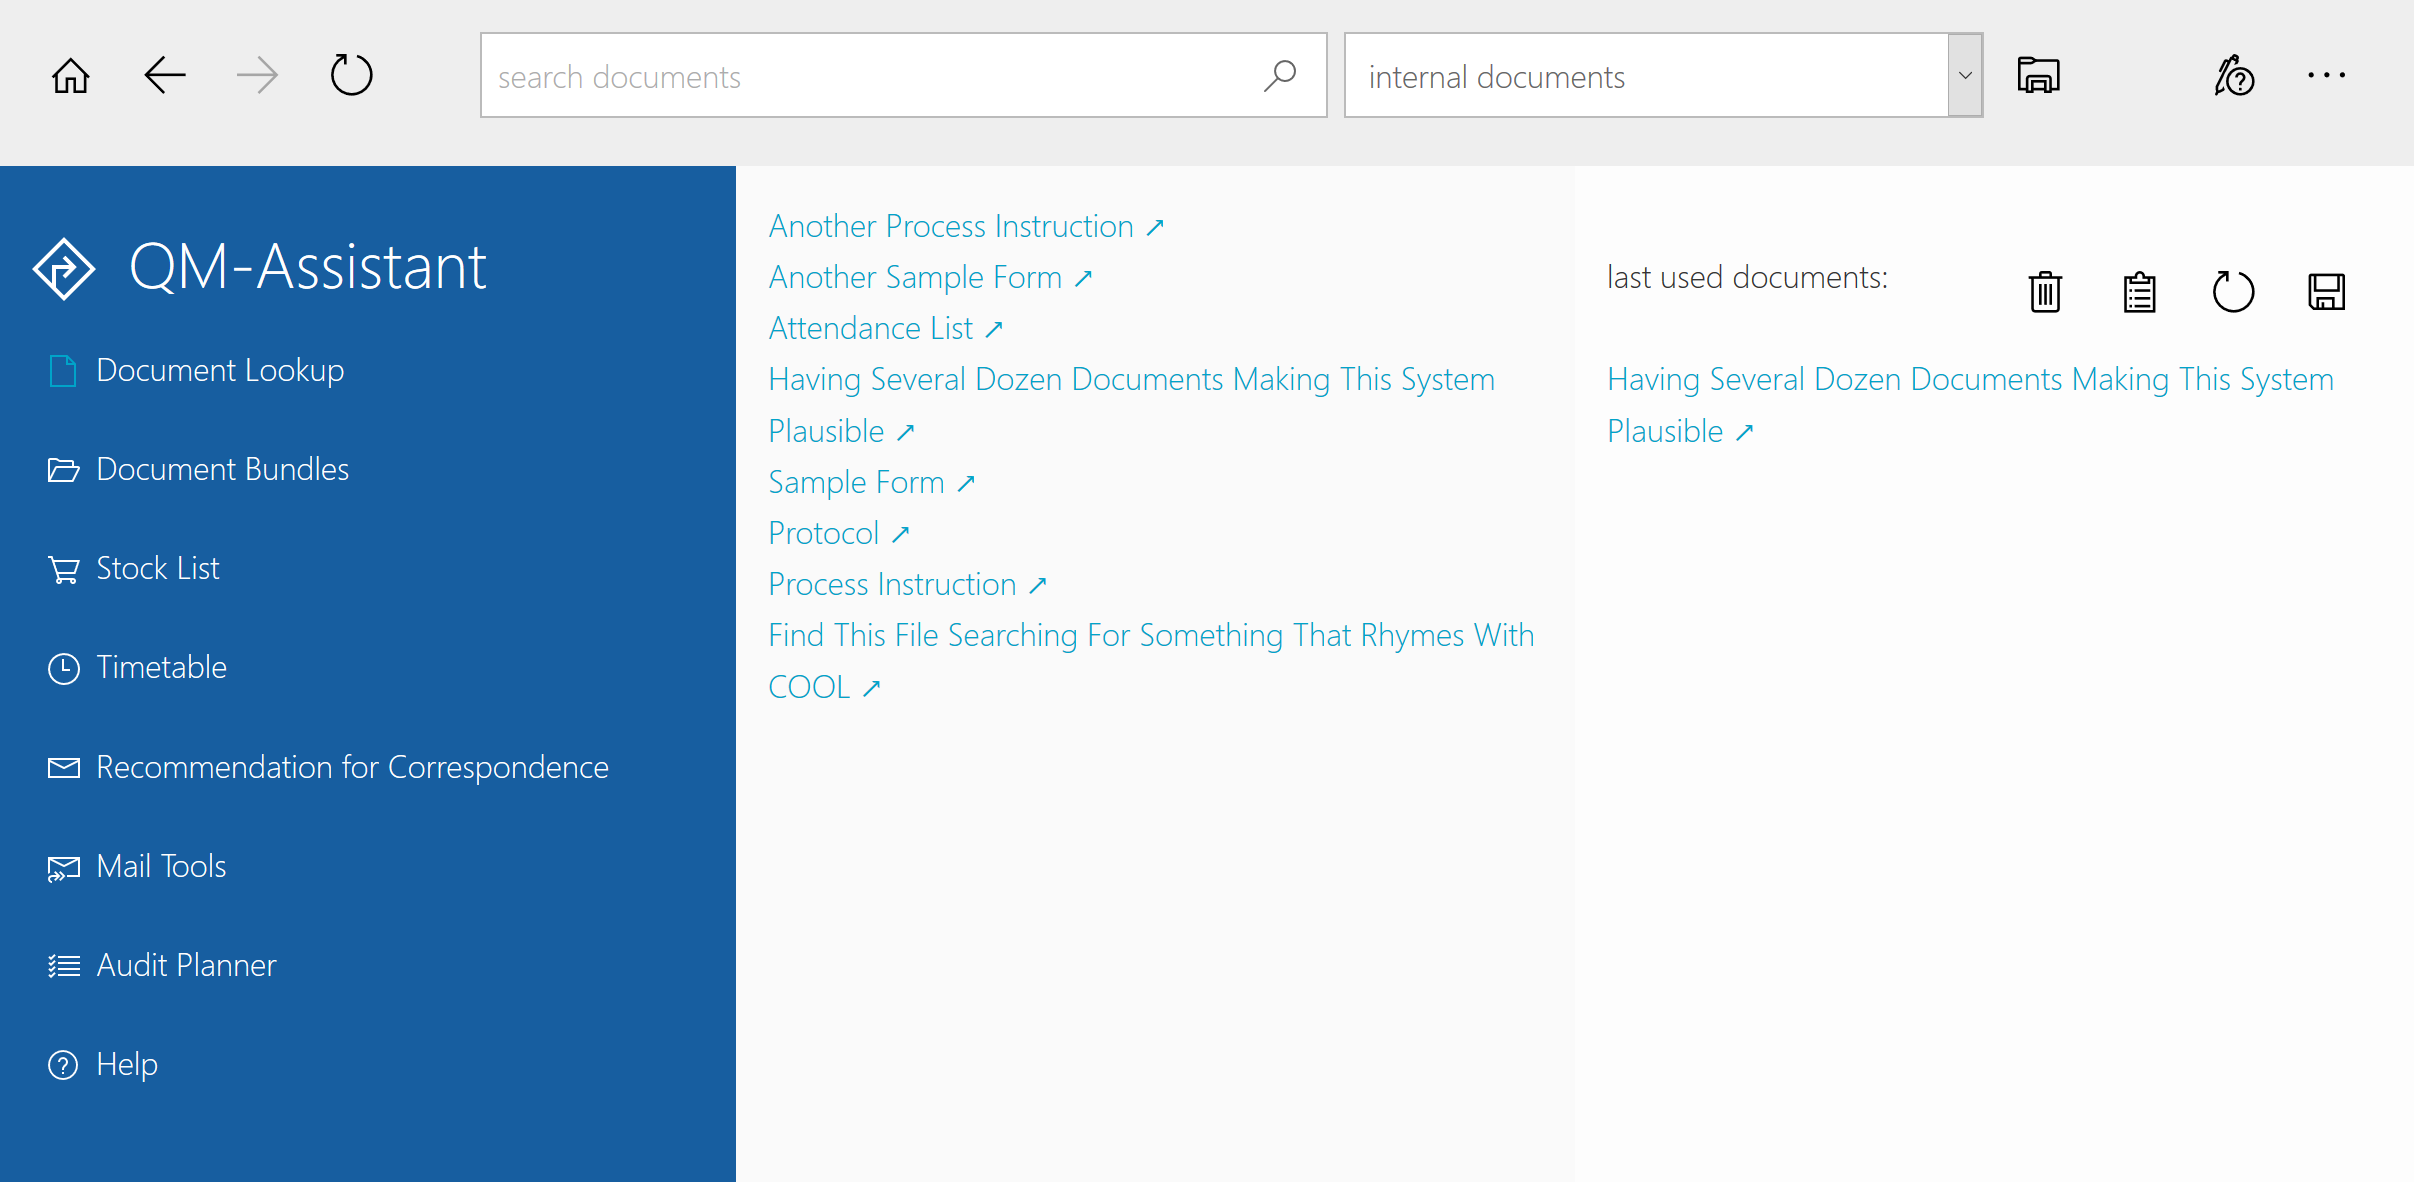 search documents
internal documents
QM-Assistant
Document Lookup
Document Bundles
Stock List
Timetable
Recommendation for Correspondence
Mail Tools
Audit Planner
Help
Another Process Instruction ↗
Another Sample Form ↗
Attendance List ↗
Having Several Dozen Documents Making This System
Plausible ↗
Sample Form ↗
Protocol ↗
Process Instruction ↗
Find This File Searching For Something That Rhymes With
COOL ↗
last used documents:
Having Several Dozen Documents Making This System
Plausible ↗